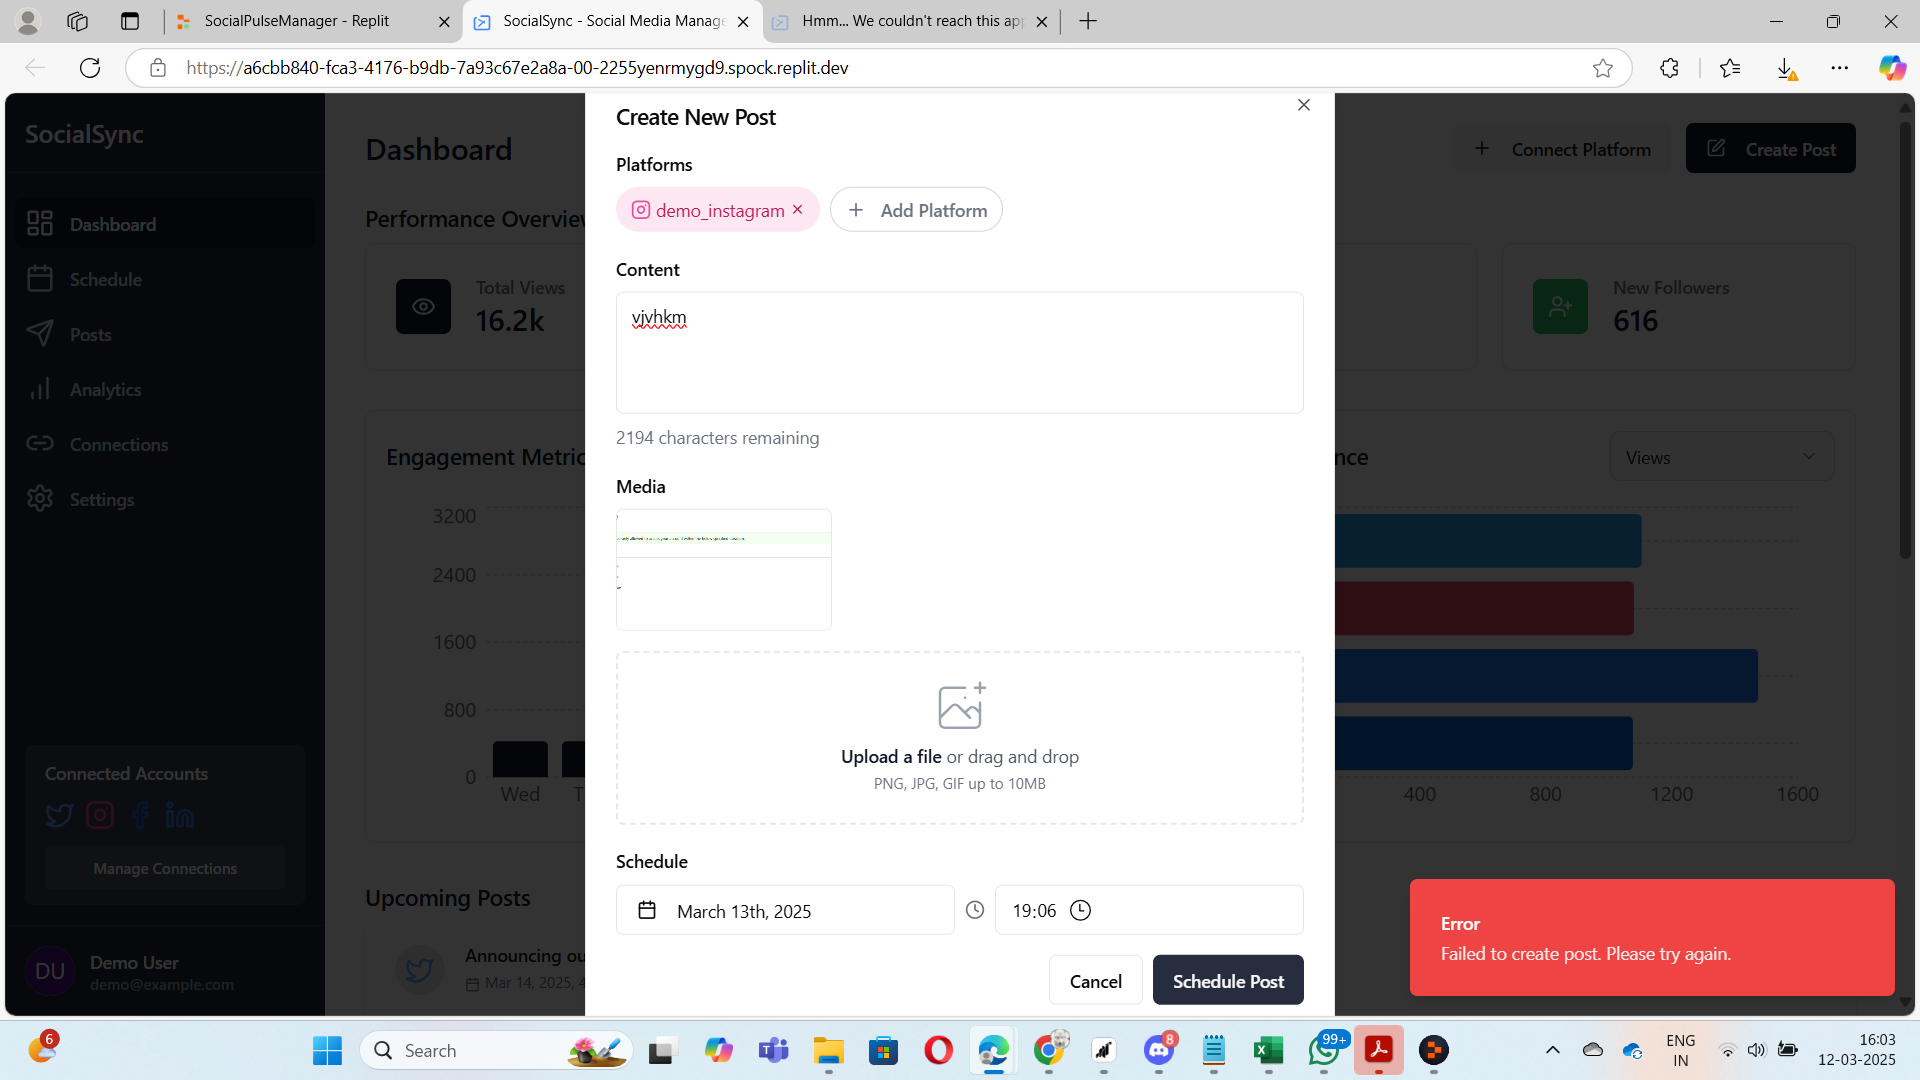 SocialPulseManager - Replit
SocialSync - Social Media Manage
Hmm... We couldn't reach this app
https://a6cbb840-fca3-4176-b9db-7a93c67e2a8a-00-2255yenrmygd9.spock.replit.dev
SocialSync
Dashboard
Schedule
Posts
Analytics
Connections
Settings
Connected Accounts
Manage Connections
DU
Demo User
demo@example.com
Dashboard
Connect Platform
Create Post
Performance Overview
Total Views
16.2k
New Followers
616
Engagement Metric
nce
Views
3200
2400
1600
800
0
Wed
T
400
800
1200
1600
Upcoming Posts
Announcing ou
Mar 14, 2025, 4
Create New Post
Platforms
demo_instagram
Add Platform
Content
vjvhkm
2194 characters remaining
Media
Upload a file or drag and drop
PNG, JPG, GIF up to 10MB
Schedule
March 13th, 2025
19:06
Cancel
Schedule Post
Error
Failed to create post. Please try again.
6
Search
8
99+
ENG
IN
16:03
12-03-2025